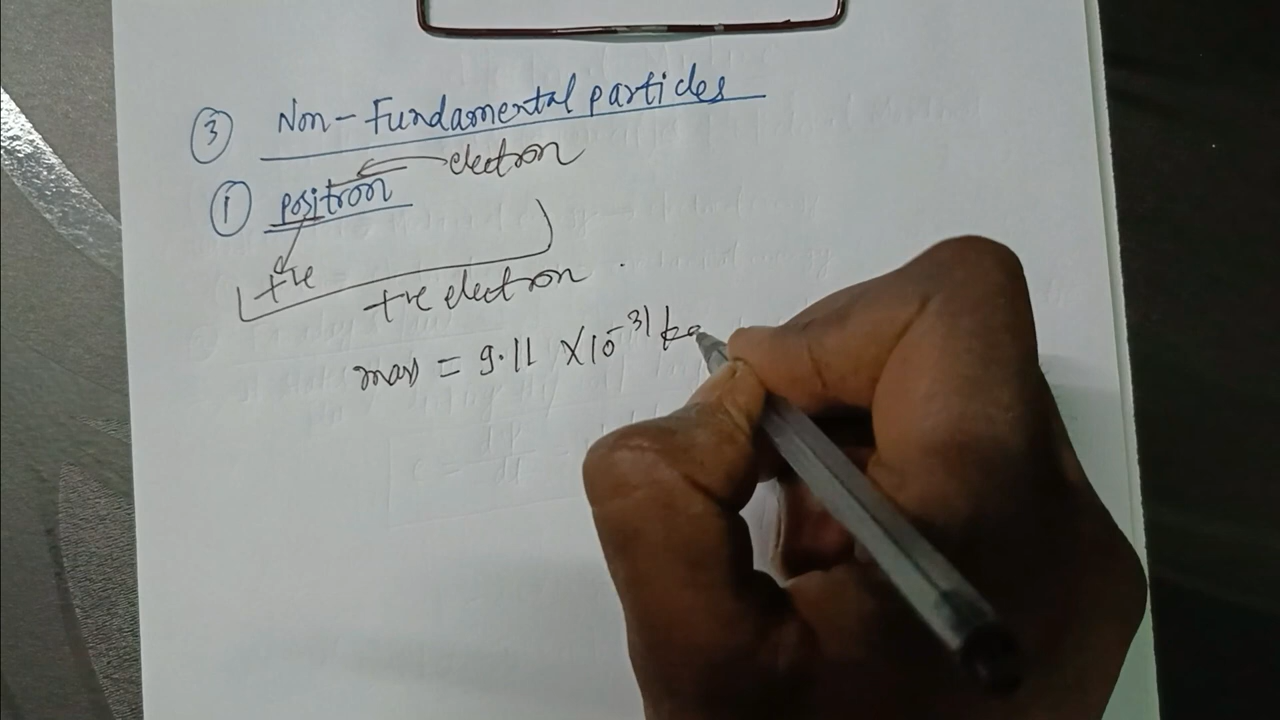 ③ Non-Fundamental particles
electron
① positron
+ve
+ve electron
mass = 9.11 × 10⁻³¹ kg